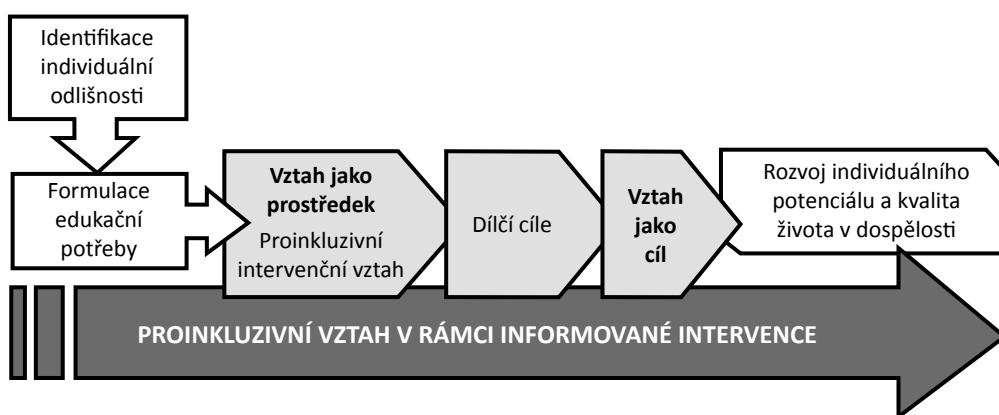 Identifikace
individuální
odlišnosti
Formulace
edukační
potřeby
Vztah jako
prostředek
Proinkluzivní
intervenční vztah
Dílčí cíle
Vztah
jako
cíl
Rozvoj individuálního
potenciálu a kvalita
života v dospělosti
PROINKLUZIVNÍ VZTAH V RÁMCI INFORMOVANÉ INTERVENCE